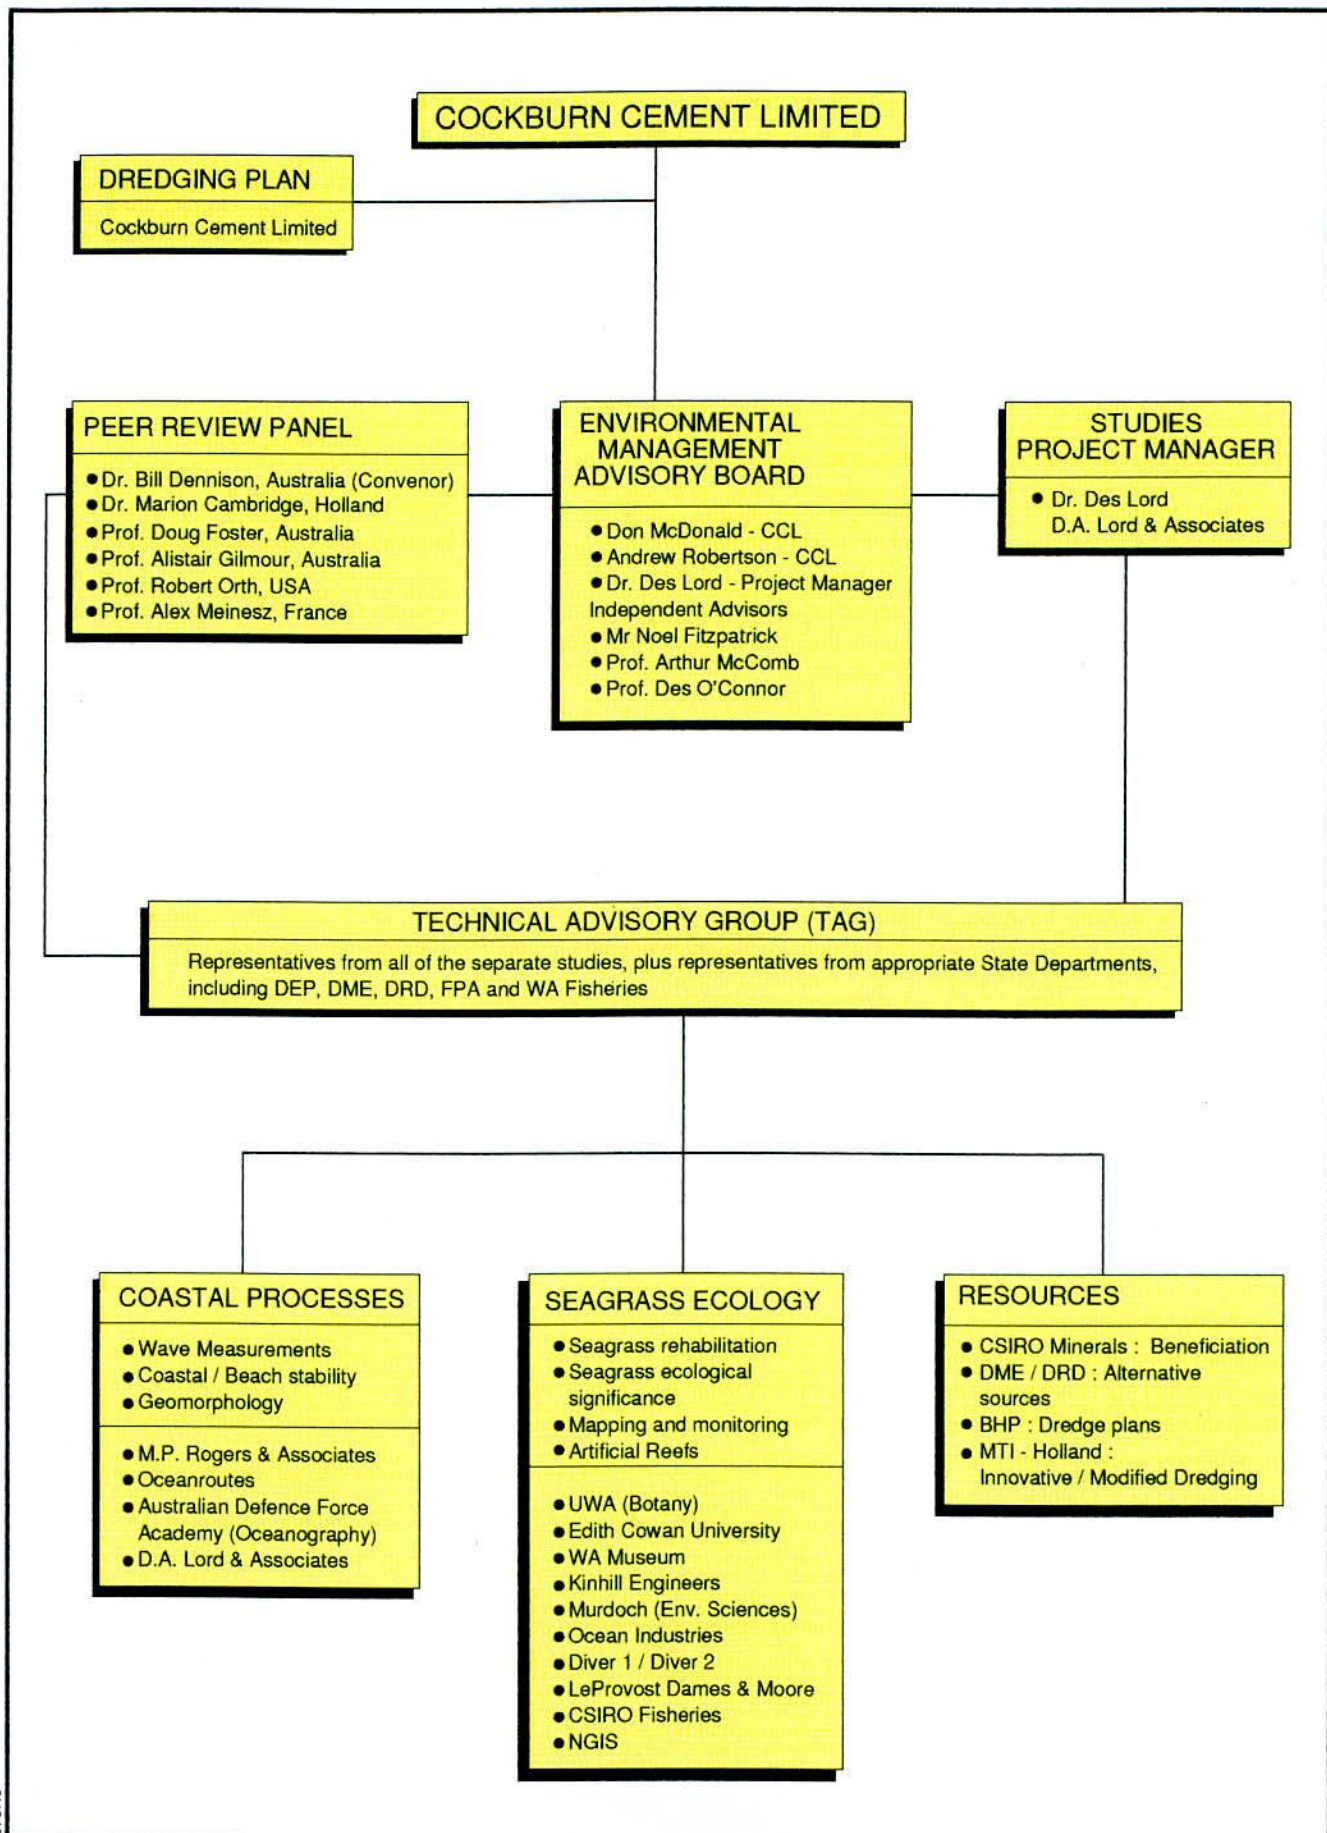 COCKBURN CEMENT LIMITED
DREDGING PLAN
Cockburn Cement Limited
PEER REVIEW PANEL
● Dr. Bill Dennison, Australia (Convenor)
● Dr. Marion Cambridge, Holland
● Prof. Doug Foster, Australia
● Prof. Alistair Gilmour, Australia
● Prof. Robert Orth, USA
● Prof. Alex Meinesz, France
ENVIRONMENTAL
MANAGEMENT
ADVISORY BOARD
● Don McDonald - CCL
● Andrew Robertson - CCL
● Dr. Des Lord - Project Manager
Independent Advisors
● Mr Noel Fitzpatrick
● Prof. Arthur McComb
● Prof. Des O'Connor
STUDIES
PROJECT MANAGER
● Dr. Des Lord
D.A. Lord & Associates
TECHNICAL ADVISORY GROUP (TAG)
Representatives from all of the separate studies, plus representatives from appropriate State Departments,
including DEP, DME, DRD, FPA and WA Fisheries
COASTAL PROCESSES
● Wave Measurements
● Coastal / Beach stability
● Geomorphology
● M.P. Rogers & Associates
● Oceanroutes
● Australian Defence Force
Academy (Oceanography)
● D.A. Lord & Associates
SEAGRASS ECOLOGY
● Seagrass rehabilitation
● Seagrass ecological
significance
● Mapping and monitoring
● Artificial Reefs
● UWA (Botany)
● Edith Cowan University
● WA Museum
● Kinhill Engineers
● Murdoch (Env. Sciences)
● Ocean Industries
● Diver 1 / Diver 2
● LeProvost Dames & Moore
● CSIRO Fisheries
● NGIS
RESOURCES
● CSIRO Minerals : Beneficiation
● DME / DRD : Alternative
sources
● BHP : Dredge plans
● MTI - Holland :
Innovative / Modified Dredging